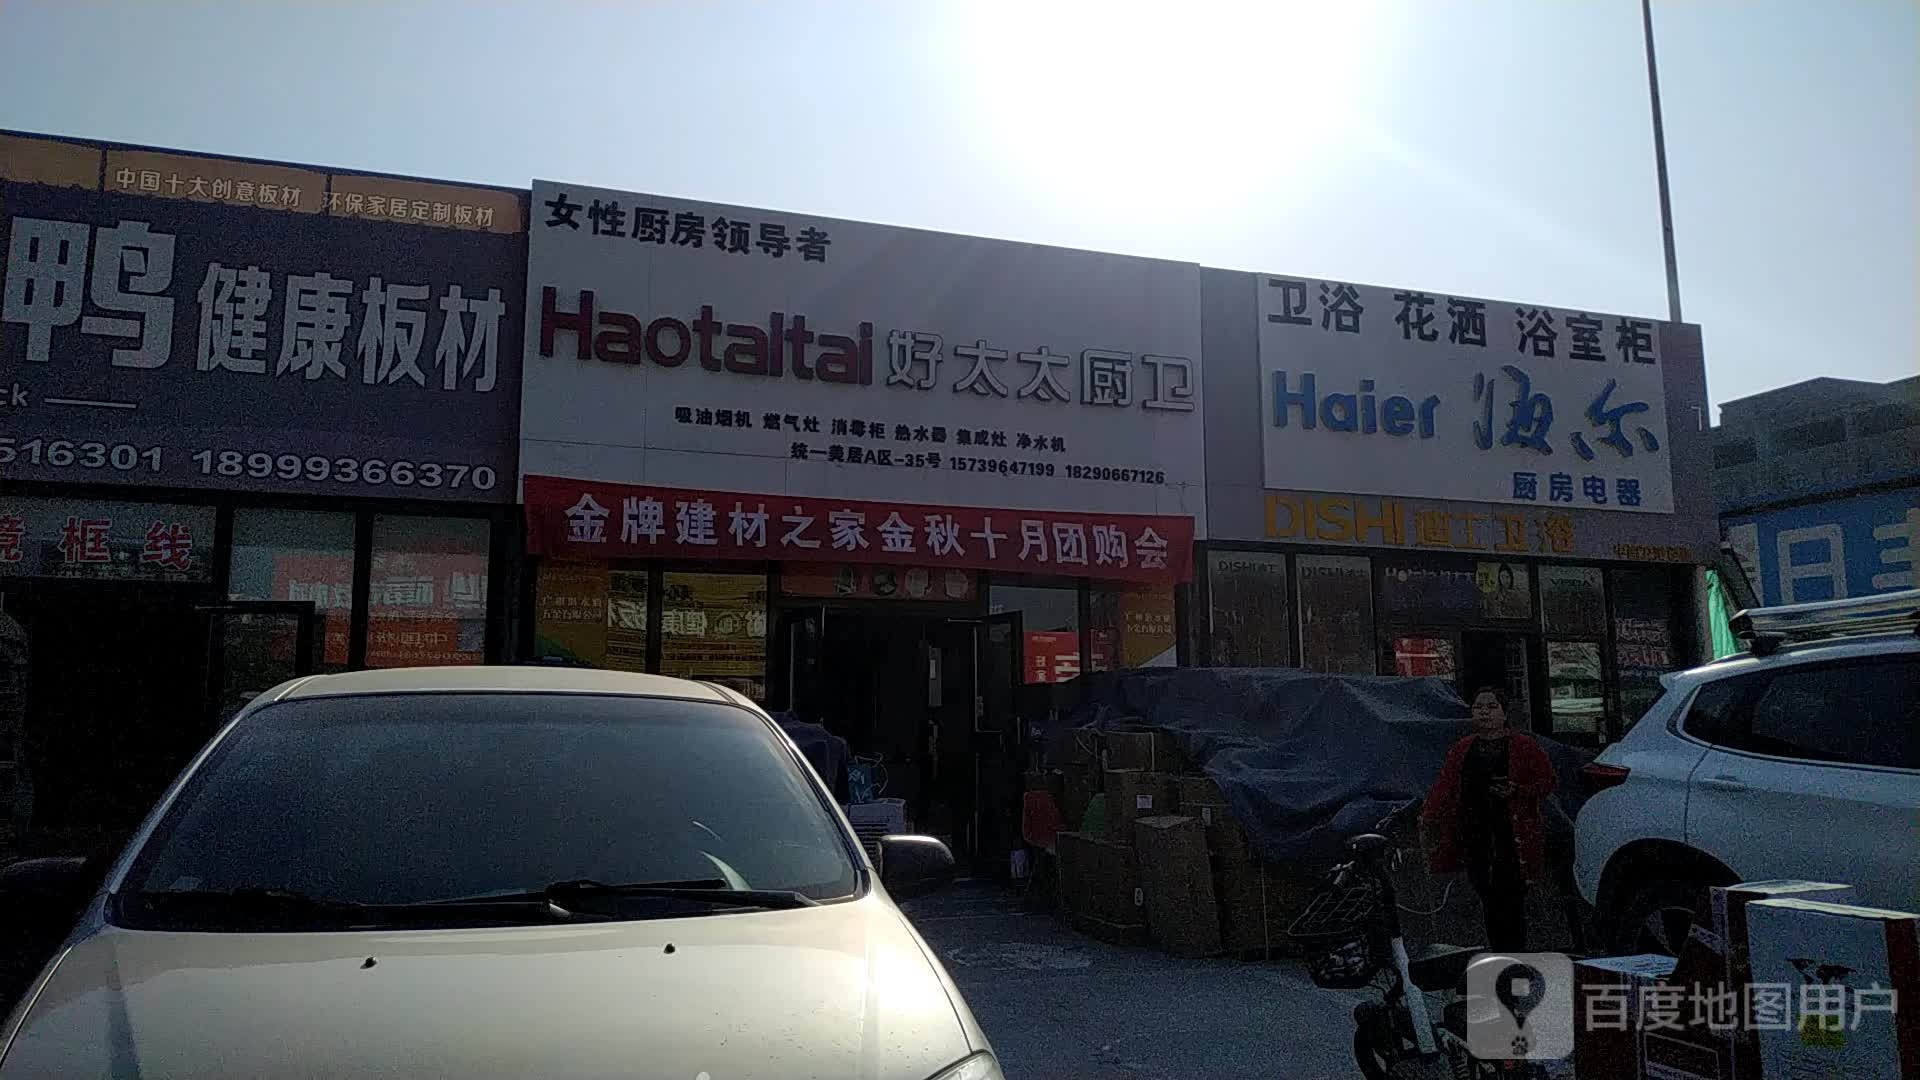 中国十大创意板材 环保家居定制板材
鸭 健康板材
ck
516301 18999366370
镜框线
女性厨房领导者
Haotaitai 好太太厨卫
吸油烟机 燃气灶 消毒柜 热水器 集成灶 净水机
统一美居A区-35号 15739647199 18290667126
金牌建材之家金秋十月团购会
卫浴 花洒 浴室柜
Haier 海尔
厨房电器
DISHI 迪士卫浴
百度地图用户